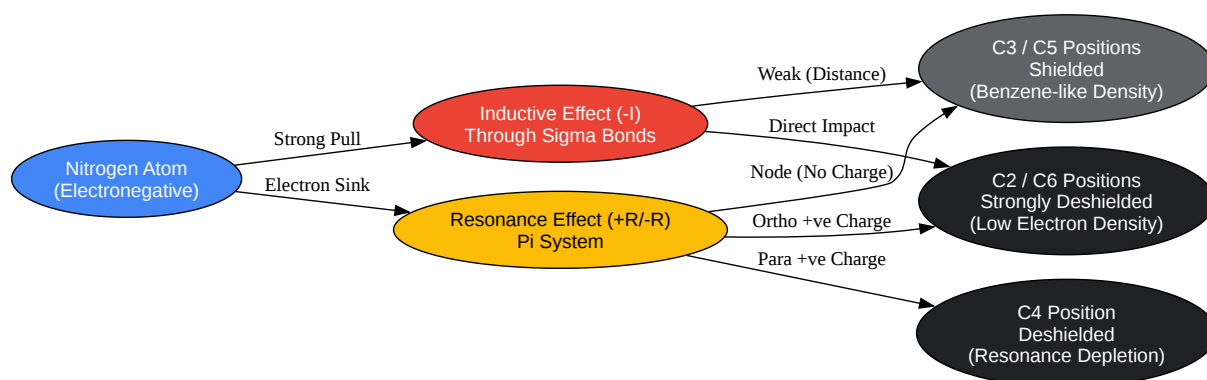 Nitrogen Atom
(Electronegative)
Strong Pull
Electron Sink
Inductive Effect (-I)
Through Sigma Bonds
Resonance Effect (+R/-R)
Pi System
Weak (Distance)
Direct Impact
Node (No Charge)
Ortho +ve Charge
Para +ve Charge
C3 / C5 Positions
Shielded
(Benzene-like Density)
C2 / C6 Positions
Strongly Deshielded
(Low Electron Density)
C4 Position
Deshielded
(Resonance Depletion)